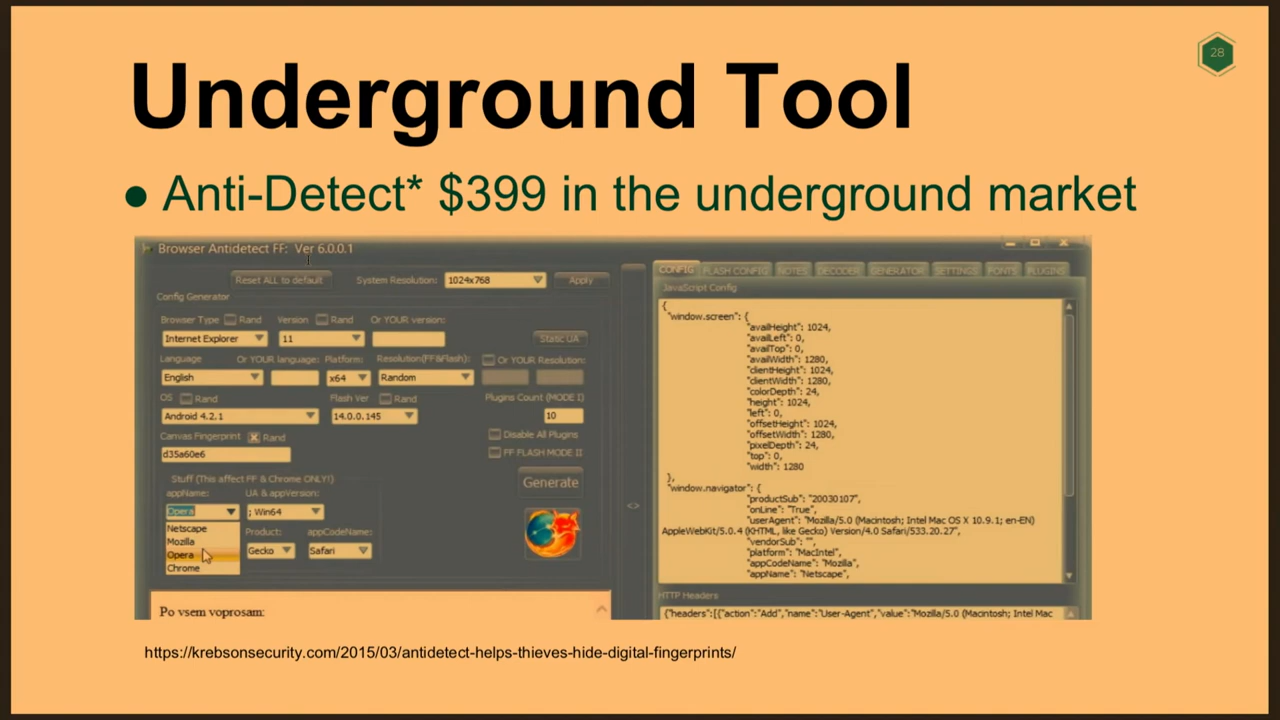 28
Underground Tool
● Anti-Detect* $399 in the underground market
Browser Antidetect FF: Ver 6.0.0.1
Reset ALL to default System Resolution: 1024x768 Apply
Config Generator
Browser Type Rand Version Rand Or YOUR version:
Internet Explorer 11 Static UA
Language Or YOUR language: Platform: Resolution(FF&Flash): Or YOUR Resolution:
English x64 Random
OS Rand Flash Ver Rand Plugins Count (MODE I)
Android 4.2.1 14.0.0.145 10
Canvas Fingerprint Rand Disable All Plugins
d35a60e6 FF FLASH MODE II
Stuff (This affect FF & Chrome ONLY!)
Generate
appName: UA & appVersion:
Opera ; Win64
Netscape
Mozilla
Opera
Chrome
Product: appCodeName:
Gecko Safari
Po vsem voprosam:
CONFIG FLASH CONFIG NOTES DECODER GENERATOR SETTINGS FONTS PLUGINS
JavaScript Config
{
"window.screen": {
"availHeight": 1024,
"availLeft": 0,
"availTop": 0,
"availWidth": 1280,
"clientHeight": 1024,
"clientWidth": 1280,
"colorDepth": 24,
"height": 1024,
"left": 0,
"offsetHeight": 1024,
"offsetWidth": 1280,
"pixelDepth": 24,
"top": 0,
"width": 1280
},
"window.navigator": {
"productSub": "20030107",
"onLine": "True",
"userAgent": "Mozilla/5.0 (Macintosh; Intel Mac OS X 10.9.1; en-EN)
AppleWebKit/5.0.4 (KHTML, like Gecko) Version/4.0 Safari/533.20.27",
"vendorSub": "",
"platform": "MacIntel",
"appCodeName": "Mozilla",
"appName": "Netscape",
HTTP Headers
{"headers":[{"action":"Add","name":"User-Agent","value":"Mozilla/5.0 (Macintosh; Intel Mac
https://krebsonsecurity.com/2015/03/antidetect-helps-thieves-hide-digital-fingerprints/